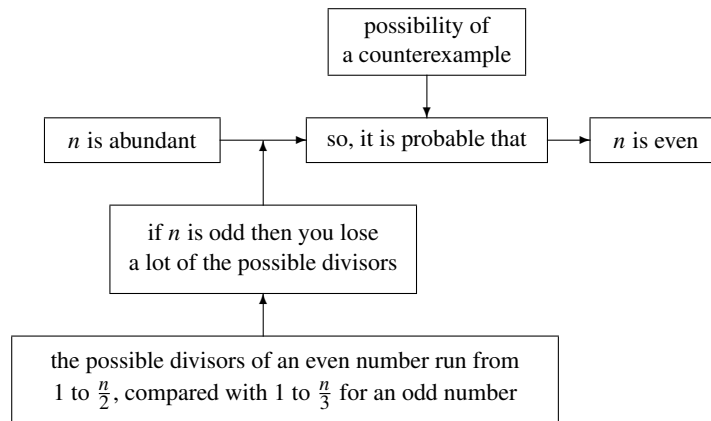 possibility of
a counterexample
n is abundant
so, it is probable that
n is even
if n is odd then you lose
a lot of the possible divisors
the possible divisors of an even number run from
1 to n/2, compared with 1 to n/3 for an odd number